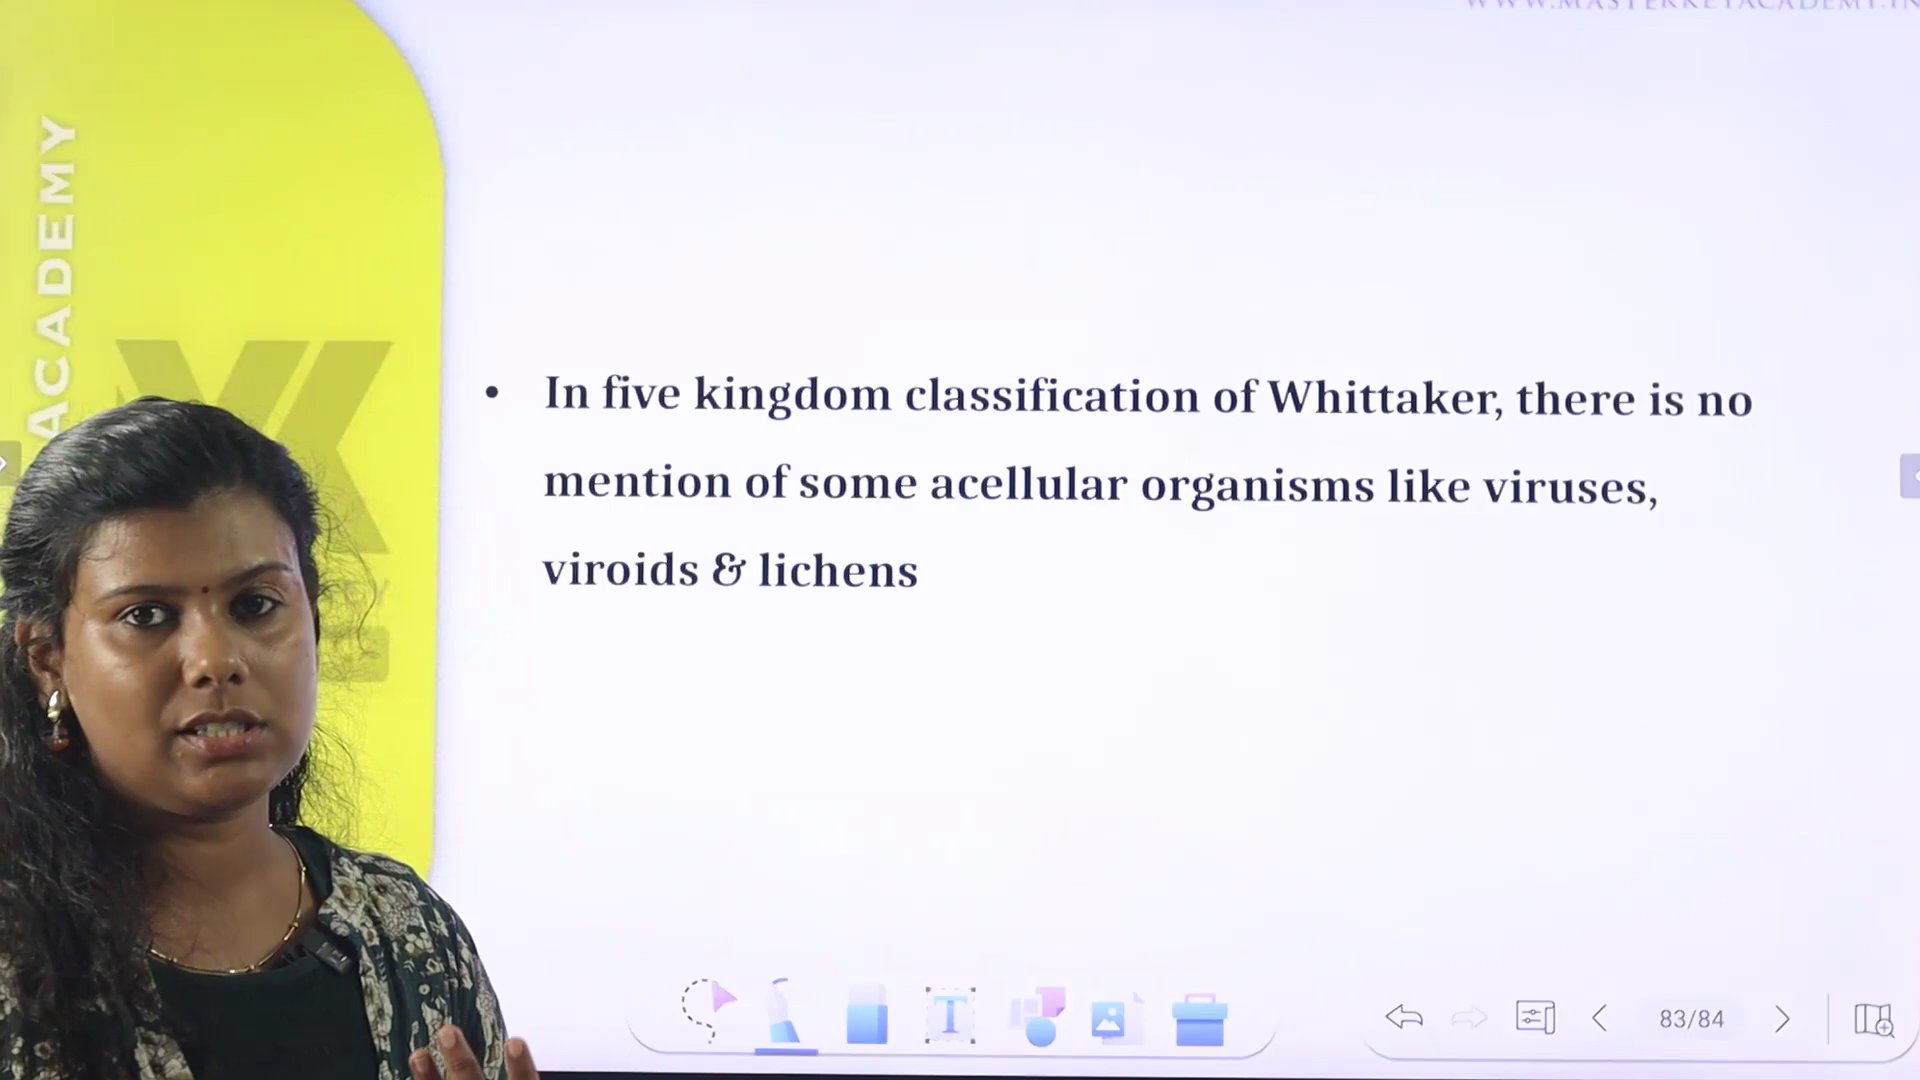 WWW.MASTERKEYACADEMY.IN
ACADEMY
• In five kingdom classification of Whittaker, there is no
mention of some acellular organisms like viruses,
viroids & lichens
T
83/84